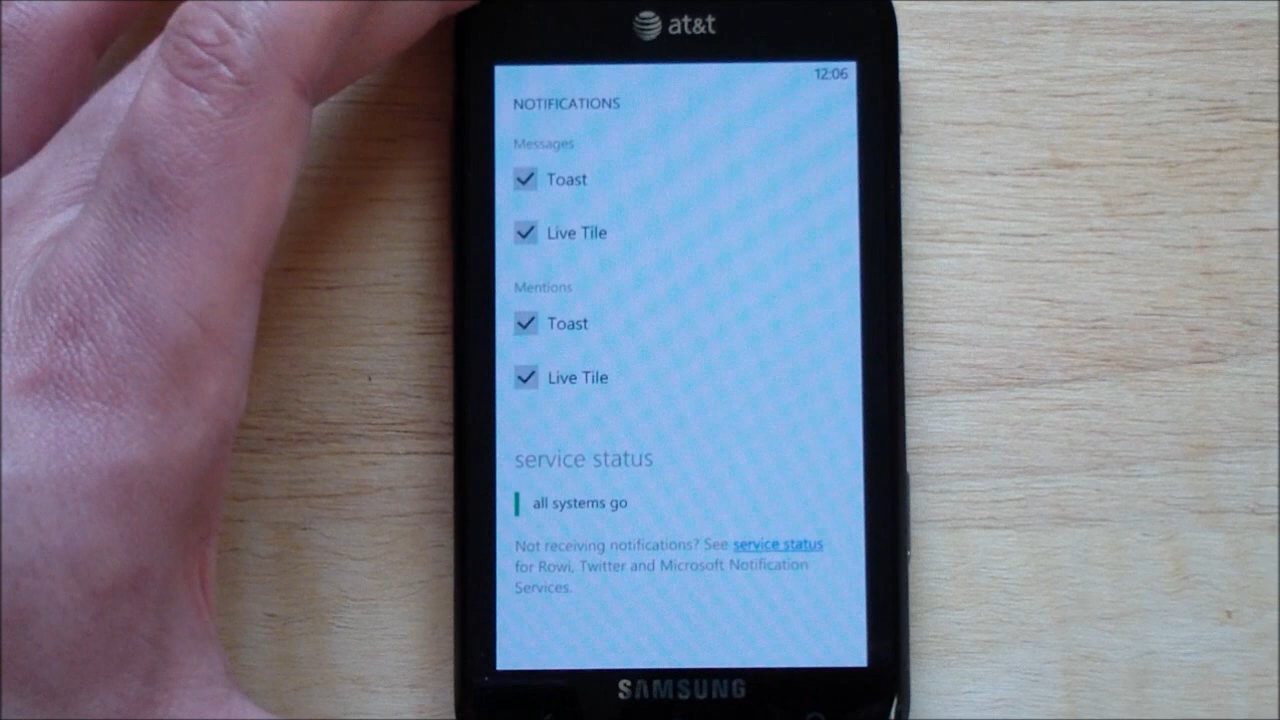 at&t
12:06
NOTIFICATIONS
Messages
Toast
Live Tile
Mentions
Toast
Live Tile
service status
all systems go
Not receiving notifications? See service status
for Rowi, Twitter and Microsoft Notification
Services.
SAMSUNG